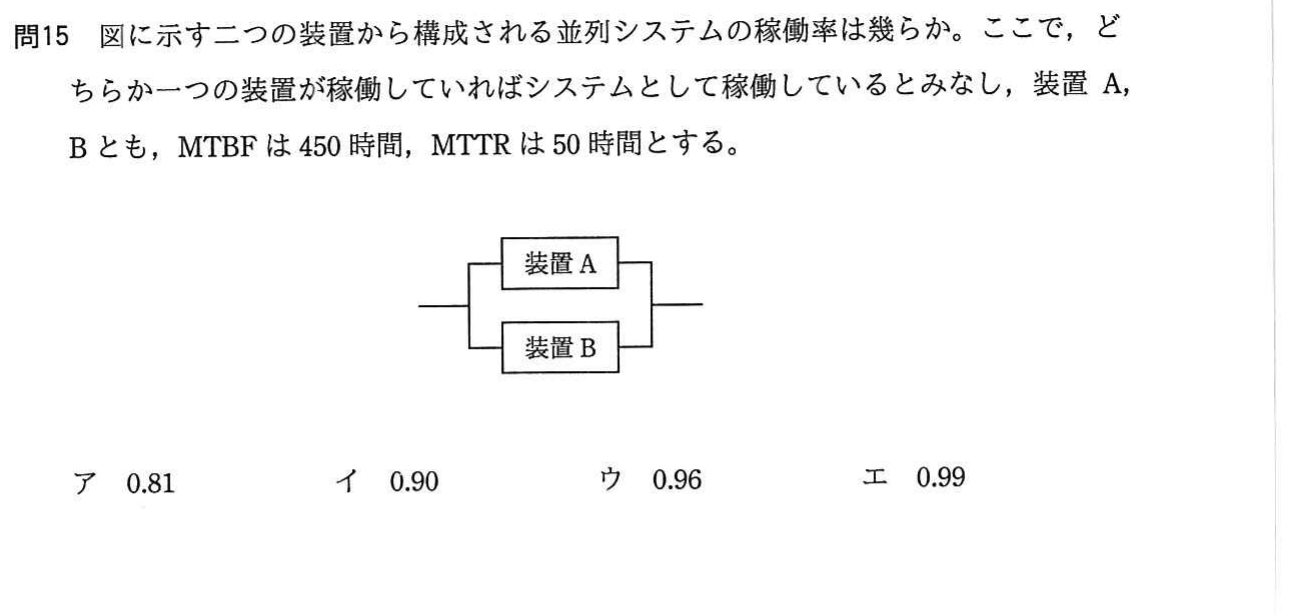 問15 図に示す二つの装置から構成される並列システムの稼働率は幾らか。ここで，ど
ちらか一つの装置が稼働していればシステムとして稼働しているとみなし，装置 A，
B とも，MTBF は 450 時間，MTTR は 50 時間とする。
装置 A
装置 B
ア 0.81 イ 0.90 ウ 0.96 エ 0.99